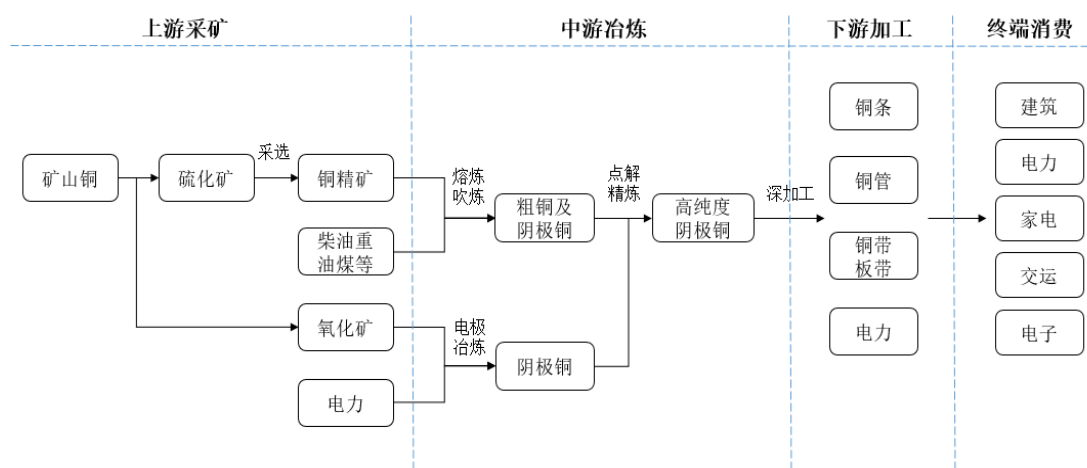 上游采矿
中游冶炼
下游加工
终端消费
矿山铜
硫化矿
采选
铜精矿
柴油重
油煤等
氧化矿
电力
熔炼
吹炼
粗铜及
阴极铜
电极
冶炼
阴极铜
点解
精炼
高纯度
阴极铜
深加工
铜条
铜管
铜带
板带
电力
建筑
电力
家电
交运
电子